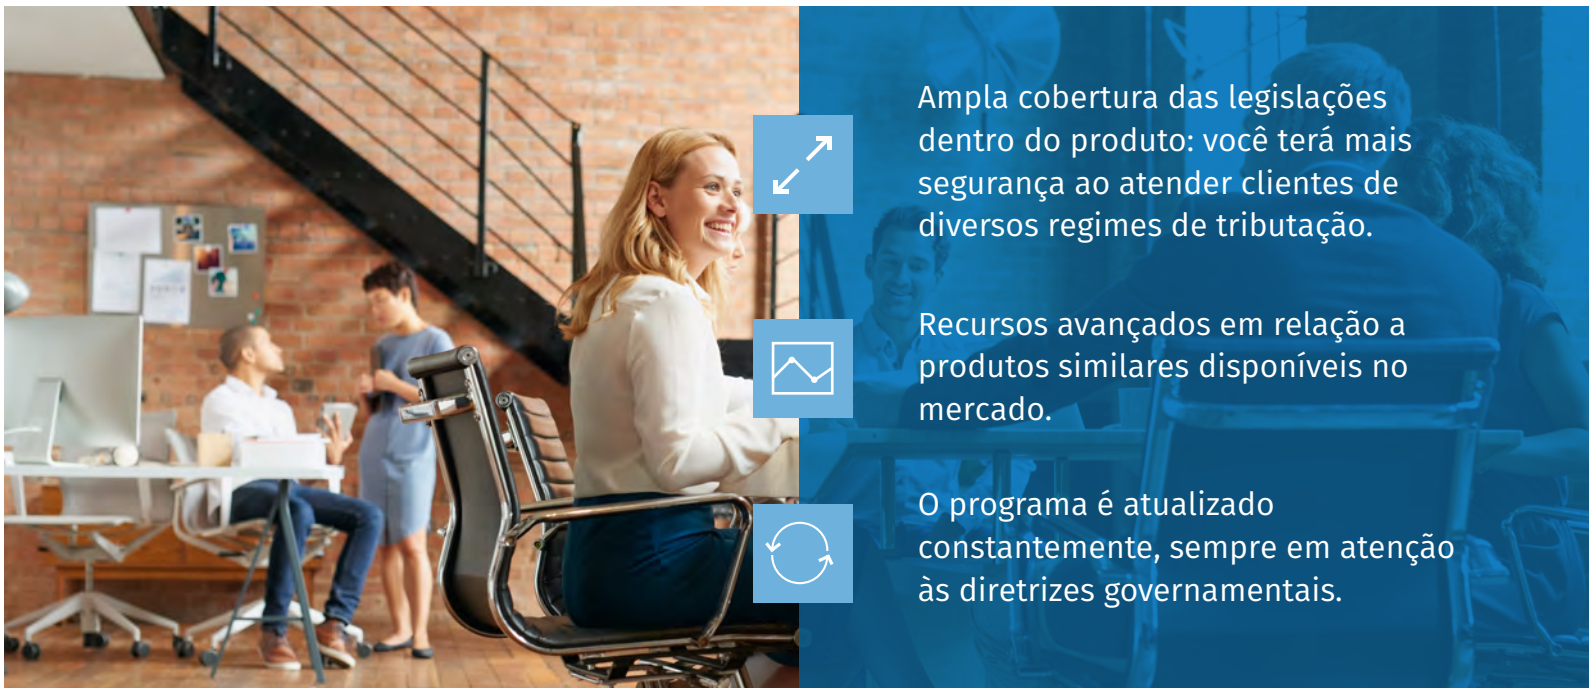 Ampla cobertura das legislações
dentro do produto: você terá mais
segurança ao atender clientes de
diversos regimes de tributação.
Recursos avançados em relação a
produtos similares disponíveis no
mercado.
O programa é atualizado
constantemente, sempre em atenção
às diretrizes governamentais.